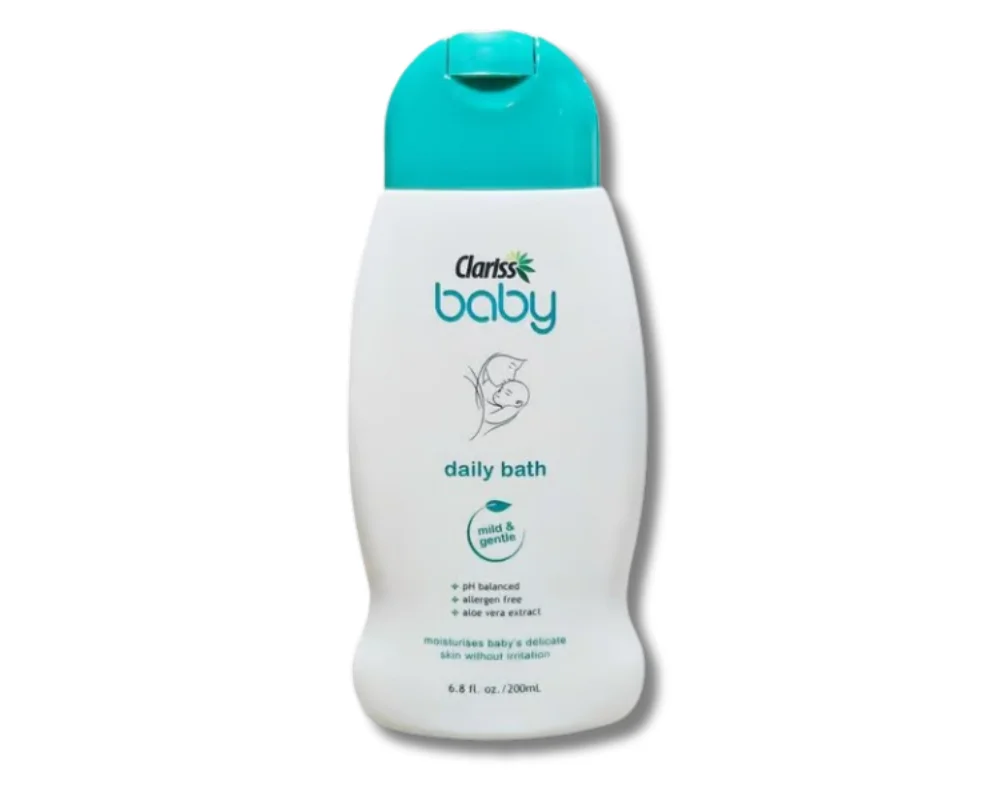 Clariss
baby
daily bath
mild &
gentle
pH balanced
allergen free
aloe vera extract
moisturises baby's delicate
skin without irritation
6.8 fl. oz./200mL